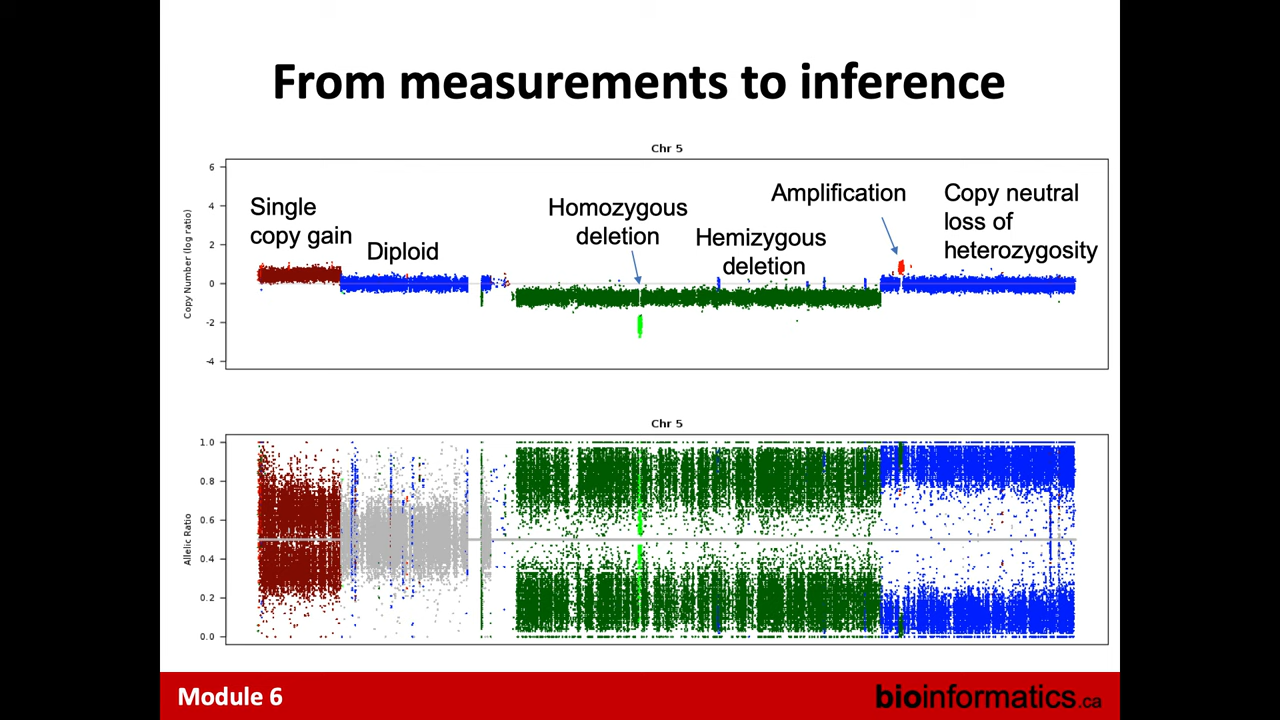 From measurements to inference
Chr 5
Copy Number (log ratio)
6
4
2
0
-2
-4
Single
copy gain
Diploid
Homozygous
deletion
Hemizygous
deletion
Amplification
Copy neutral
loss of
heterozygosity
Chr 5
Allelic Ratio
1.0
0.8
0.6
0.4
0.2
0.0
Module 6
bioinformatics.ca